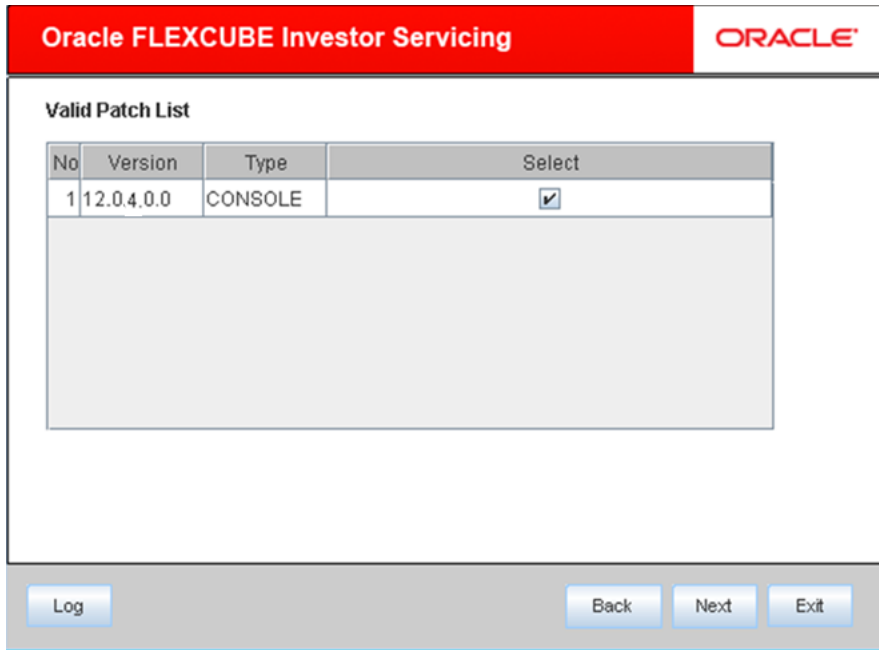 Oracle FLEXCUBE Investor Servicing
ORACLE
Valid Patch List
No Version Type Select
1 12.0.4.0.0 CONSOLE
Log Back Next Exit